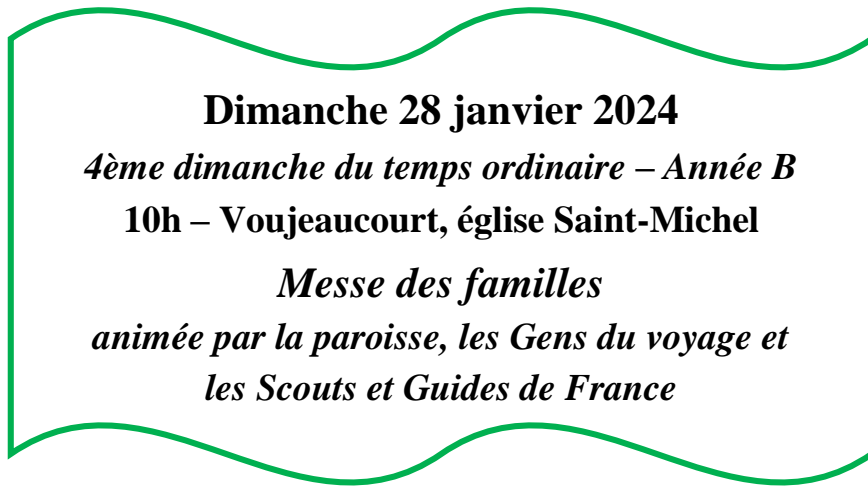 Dimanche 28 janvier 2024
4ème dimanche du temps ordinaire – Année B
10h – Voujeaucourt, église Saint-Michel
Messe des familles
animée par la paroisse, les Gens du voyage et
les Scouts et Guides de France